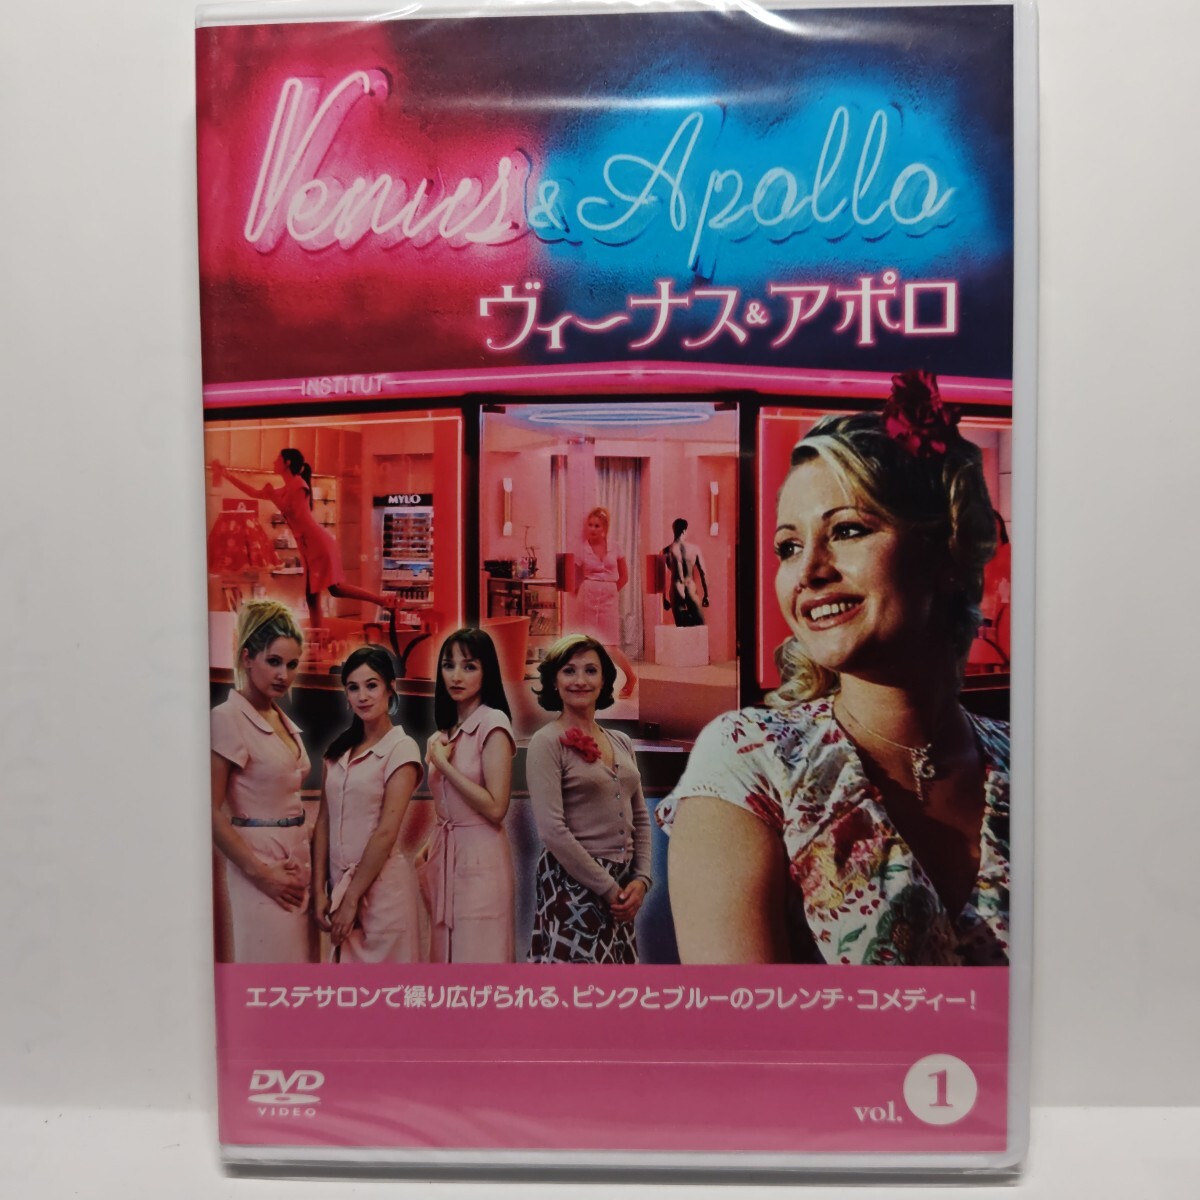 Venus & Apollo
ヴィーナス&アポロ
INSTITUT
MYLO
エステサロンで繰り広げられる、ピンクとブルーのフレンチ・コメディー!
DVD
VIDEO
vol. 1